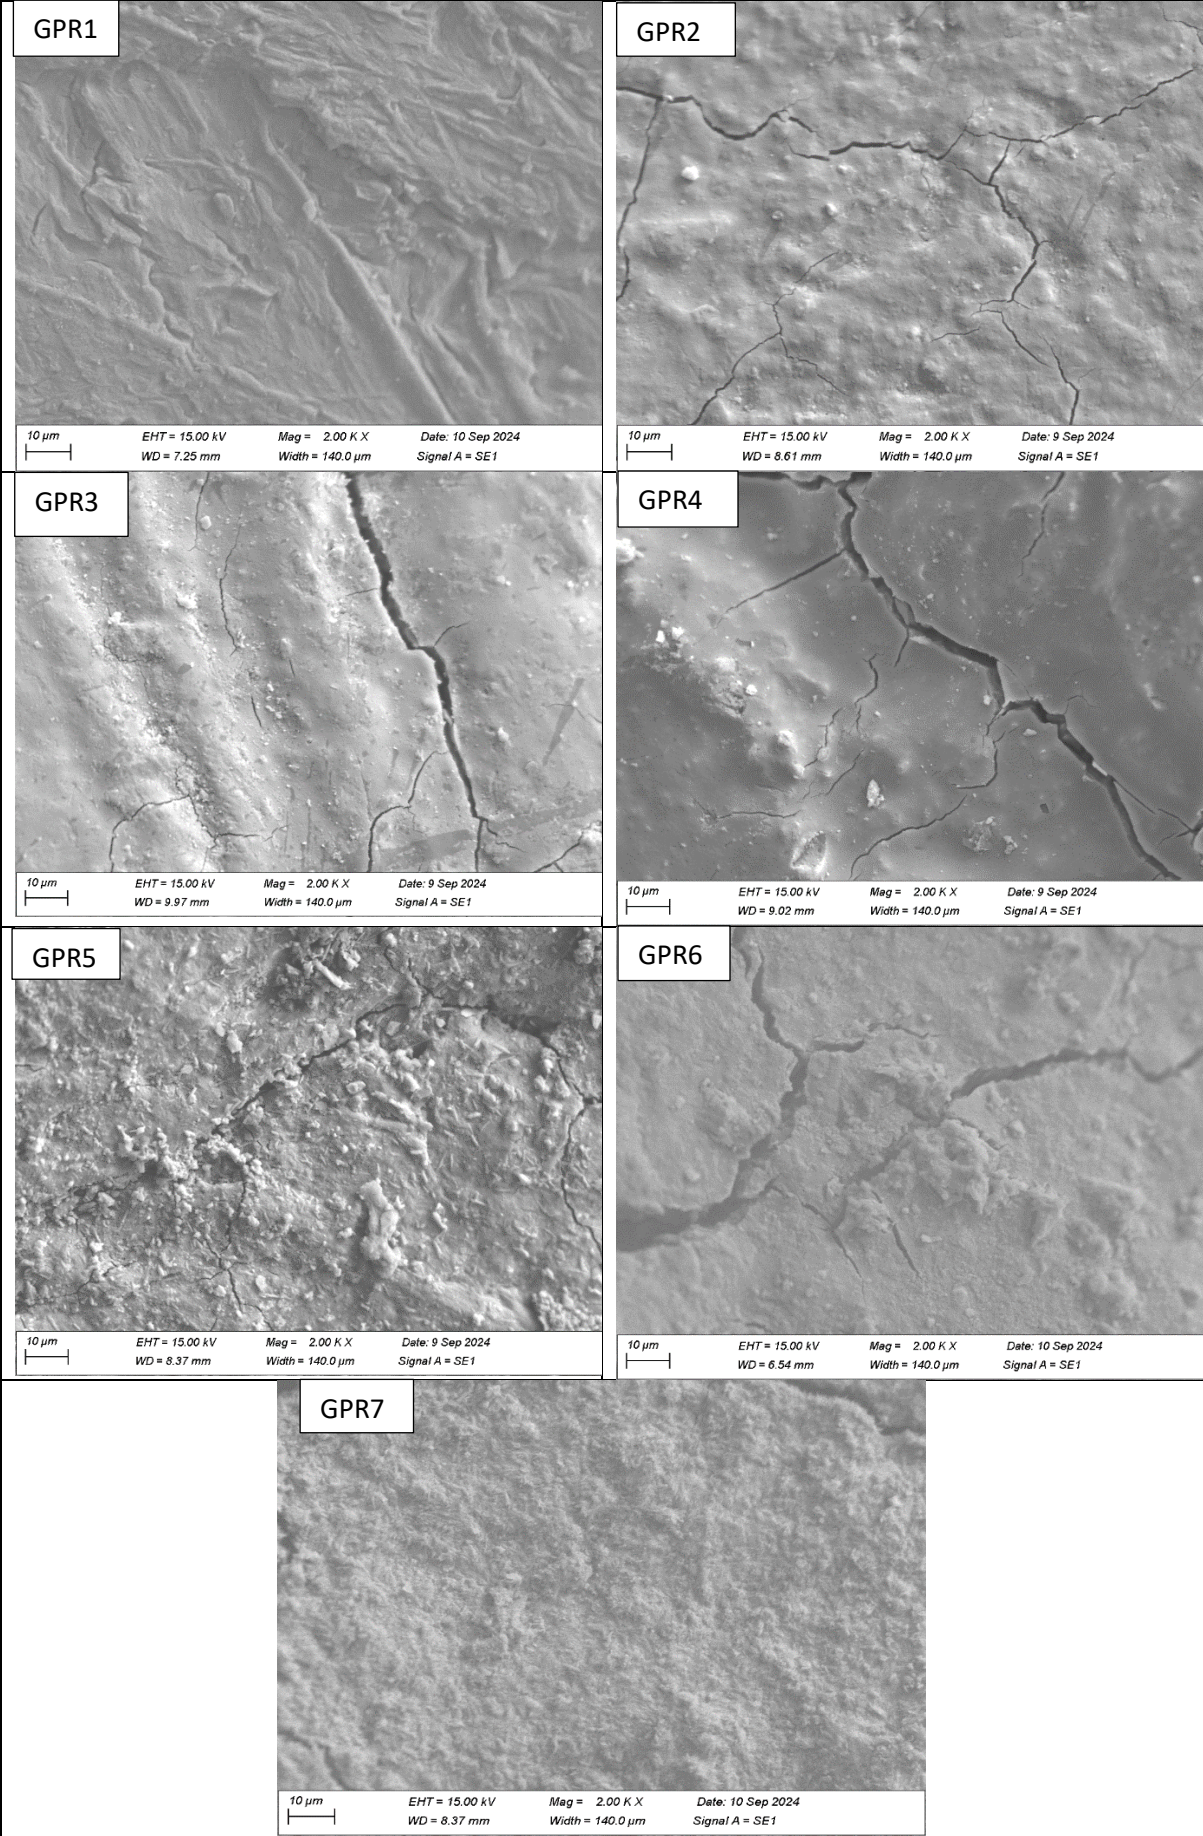 GPR1
10 µm EHT = 15.00 kV Mag = 2.00 K X Date: 10 Sep 2024
WD = 7.25 mm Width = 140.0 µm Signal A = SE1
GPR2
10 µm EHT = 15.00 kV Mag = 2.00 K X Date: 9 Sep 2024
WD = 8.61 mm Width = 140.0 µm Signal A = SE1
GPR3
10 µm EHT = 15.00 kV Mag = 2.00 K X Date: 9 Sep 2024
WD = 9.97 mm Width = 140.0 µm Signal A = SE1
GPR4
10 µm EHT = 15.00 kV Mag = 2.00 K X Date: 9 Sep 2024
WD = 9.02 mm Width = 140.0 µm Signal A = SE1
GPR5
10 µm EHT = 15.00 kV Mag = 2.00 K X Date: 9 Sep 2024
WD = 8.37 mm Width = 140.0 µm Signal A = SE1
GPR6
10 µm EHT = 15.00 kV Mag = 2.00 K X Date: 10 Sep 2024
WD = 6.54 mm Width = 140.0 µm Signal A = SE1
GPR7
10 µm EHT = 15.00 kV Mag = 2.00 K X Date: 10 Sep 2024
WD = 8.37 mm Width = 140.0 µm Signal A = SE1